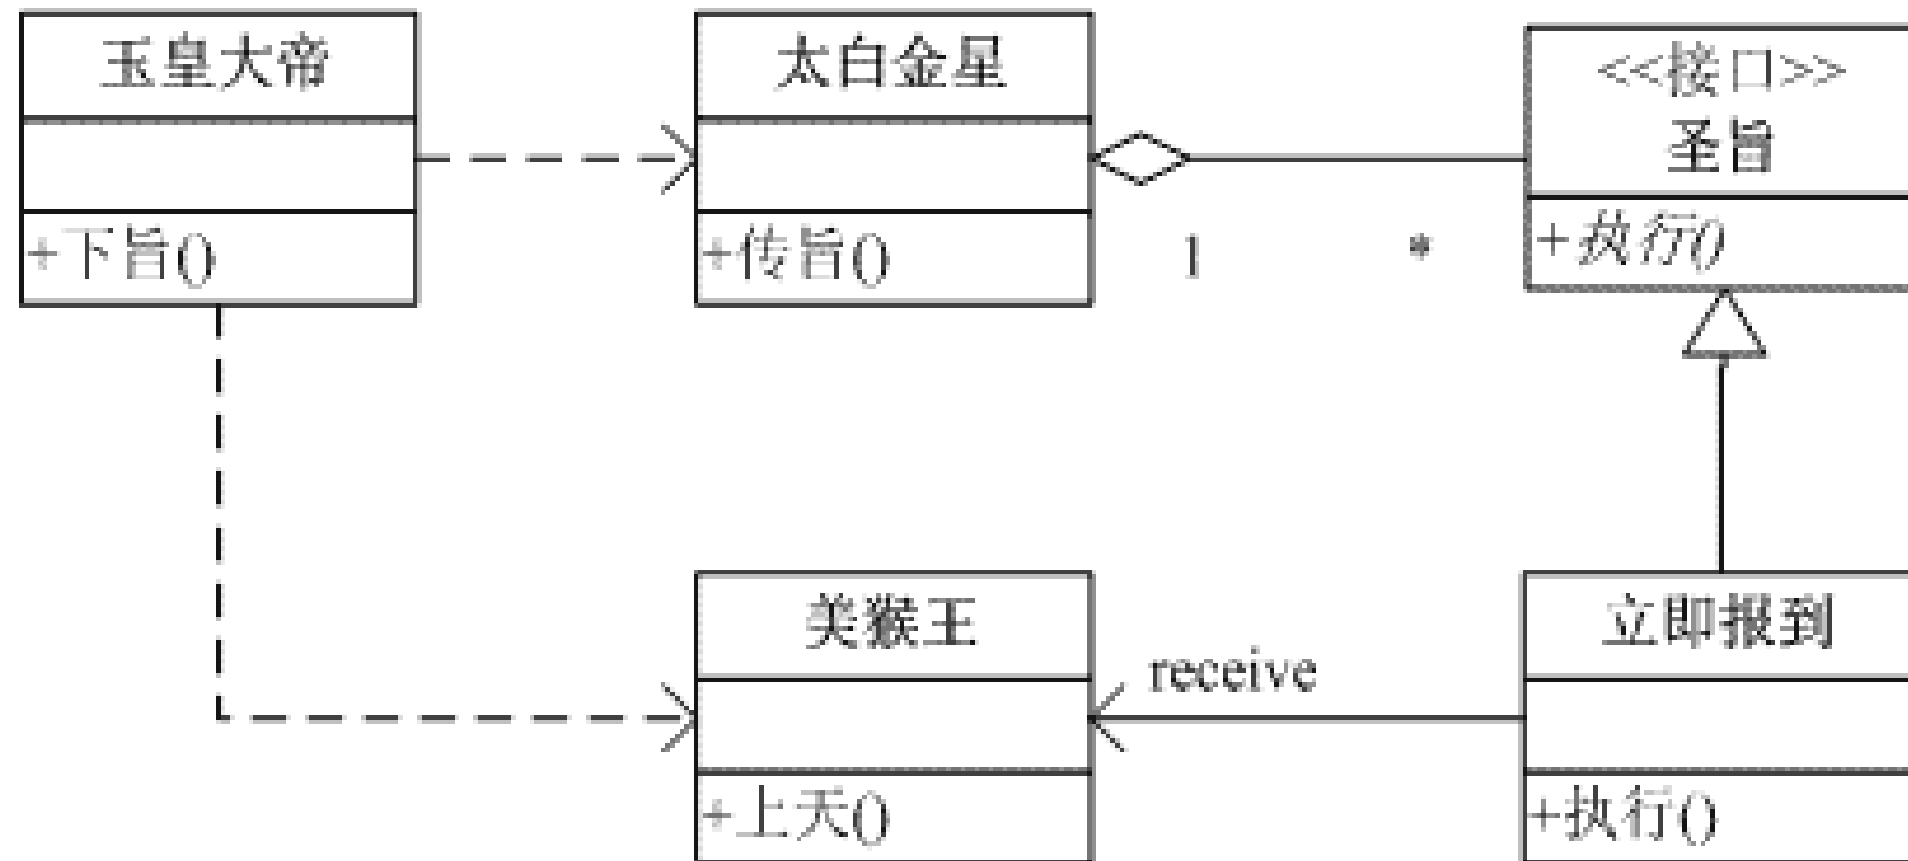 玉皇大帝
+下旨()
太白金星
+传旨()
1
*
<<接口>>
圣旨
+执行()
美猴王
+上天()
receive
立即报到
+执行()